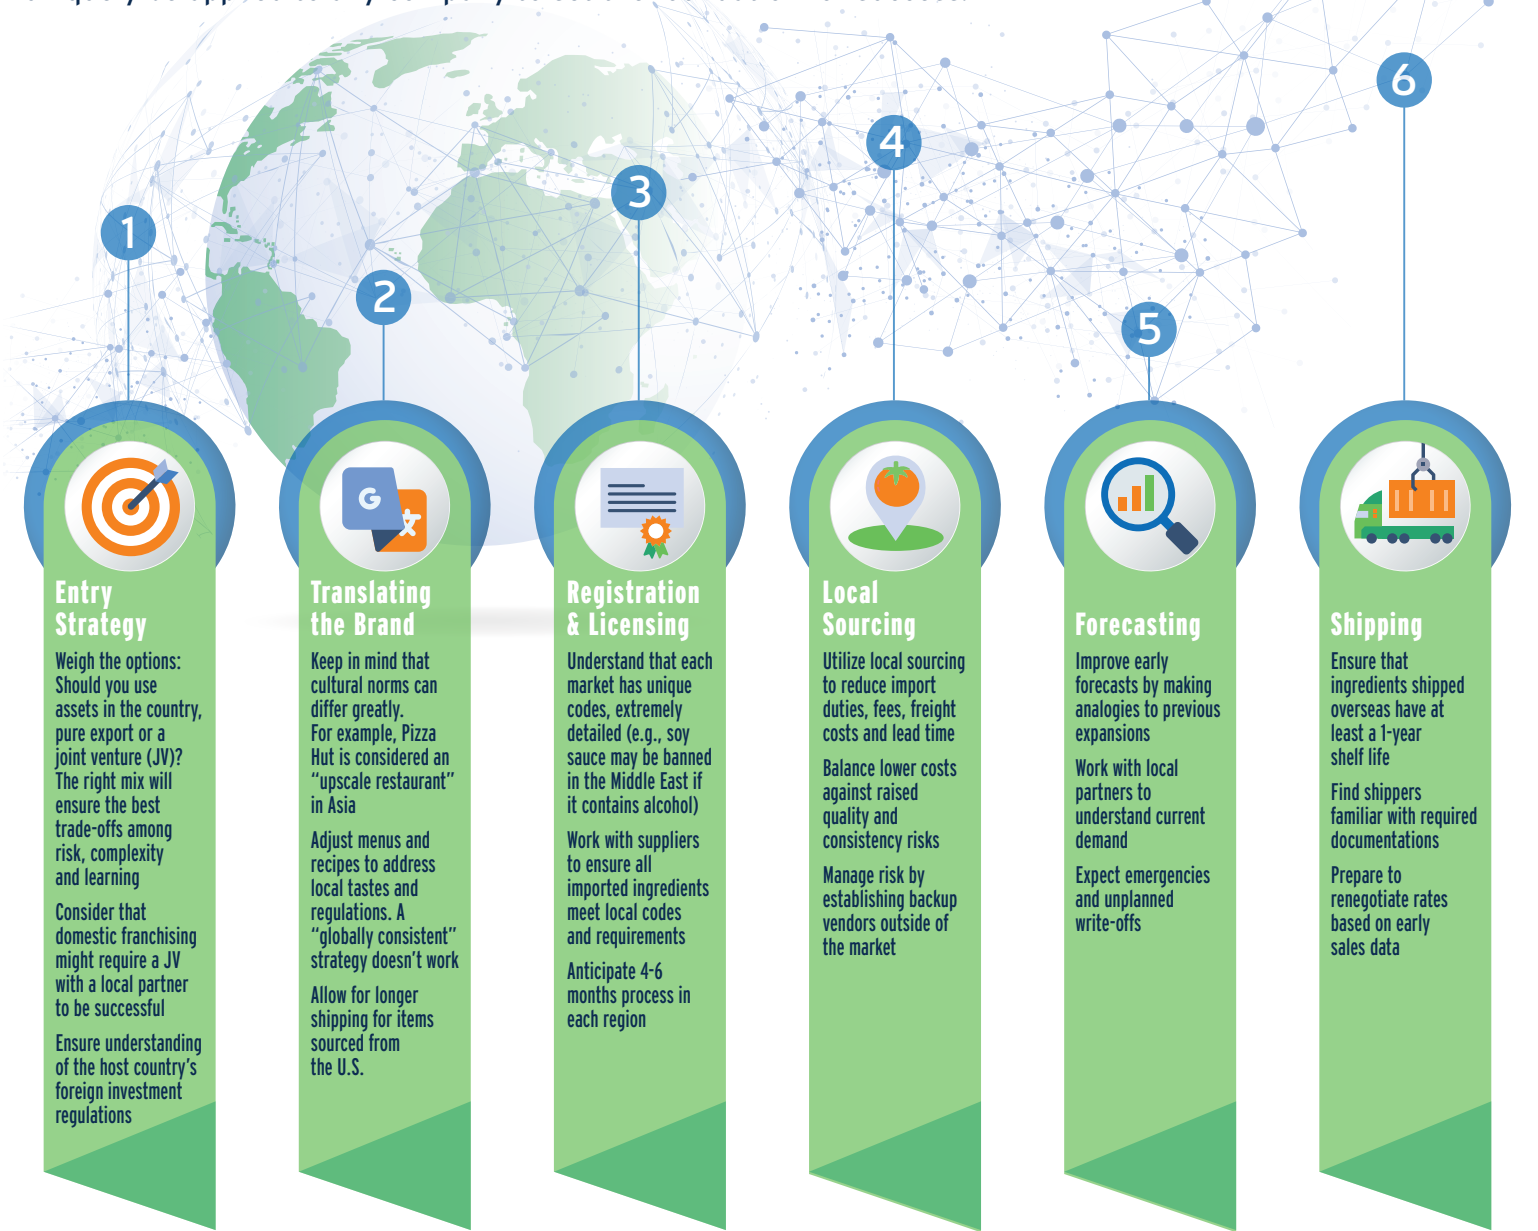 1
2
3
4
5
6
G
Entry
Strategy
Weigh the options:
Should you use
assets in the country,
pure export or a
joint venture (JV)?
The right mix will
ensure the best
trade-offs among
risk, complexity
and learning
Consider that
domestic franchising
might require a JV
with a local partner
to be successful
Ensure understanding
of the host country's
foreign investment
regulations
Translating
the Brand
Keep in mind that
cultural norms can
differ greatly.
For example, Pizza
Hut is considered an
“upscale restaurant”
in Asia
Adjust menus and
recipes to address
local tastes and
regulations. A
“globally consistent”
strategy doesn't work
Allow for longer
shipping for items
sourced from
the U.S.
Registration
& Licensing
Understand that each
market has unique
codes, extremely
detailed (e.g., soy
sauce may be banned
in the Middle East if
it contains alcohol)
Work with suppliers
to ensure all
imported ingredients
meet local codes
and requirements
Anticipate 4-6
months process in
each region
Local
Sourcing
Utilize local sourcing
to reduce import
duties, fees, freight
costs and lead time
Balance lower costs
against raised
quality and
consistency risks
Manage risk by
establishing backup
vendors outside of
the market
Forecasting
Improve early
forecasts by making
analogies to previous
expansions
Work with local
partners to
understand current
demand
Expect emergencies
and unplanned
write-offs
Shipping
Ensure that
ingredients shipped
overseas have at
least a 1-year
shelf life
Find shippers
familiar with required
documentations
Prepare to
renegotiate rates
based on early
sales data